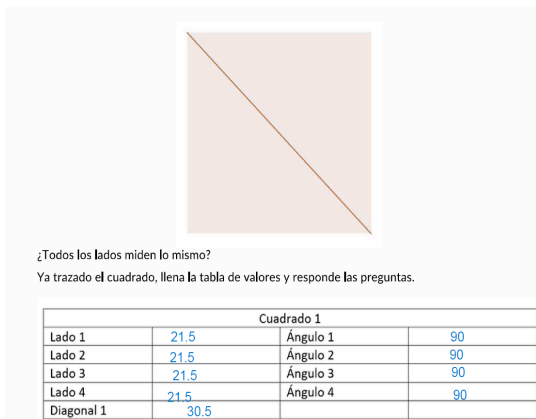 ¿Todos los lados miden lo mismo?
Ya trazado el cuadrado, llena la tabla de valores y responde las preguntas.
Cuadrado 1
Lado 1 21.5 Ángulo 1 90
Lado 2 21.5 Ángulo 2 90
Lado 3 21.5 Ángulo 3 90
Lado 4 21.5 Ángulo 4 90
Diagonal 1 30.5